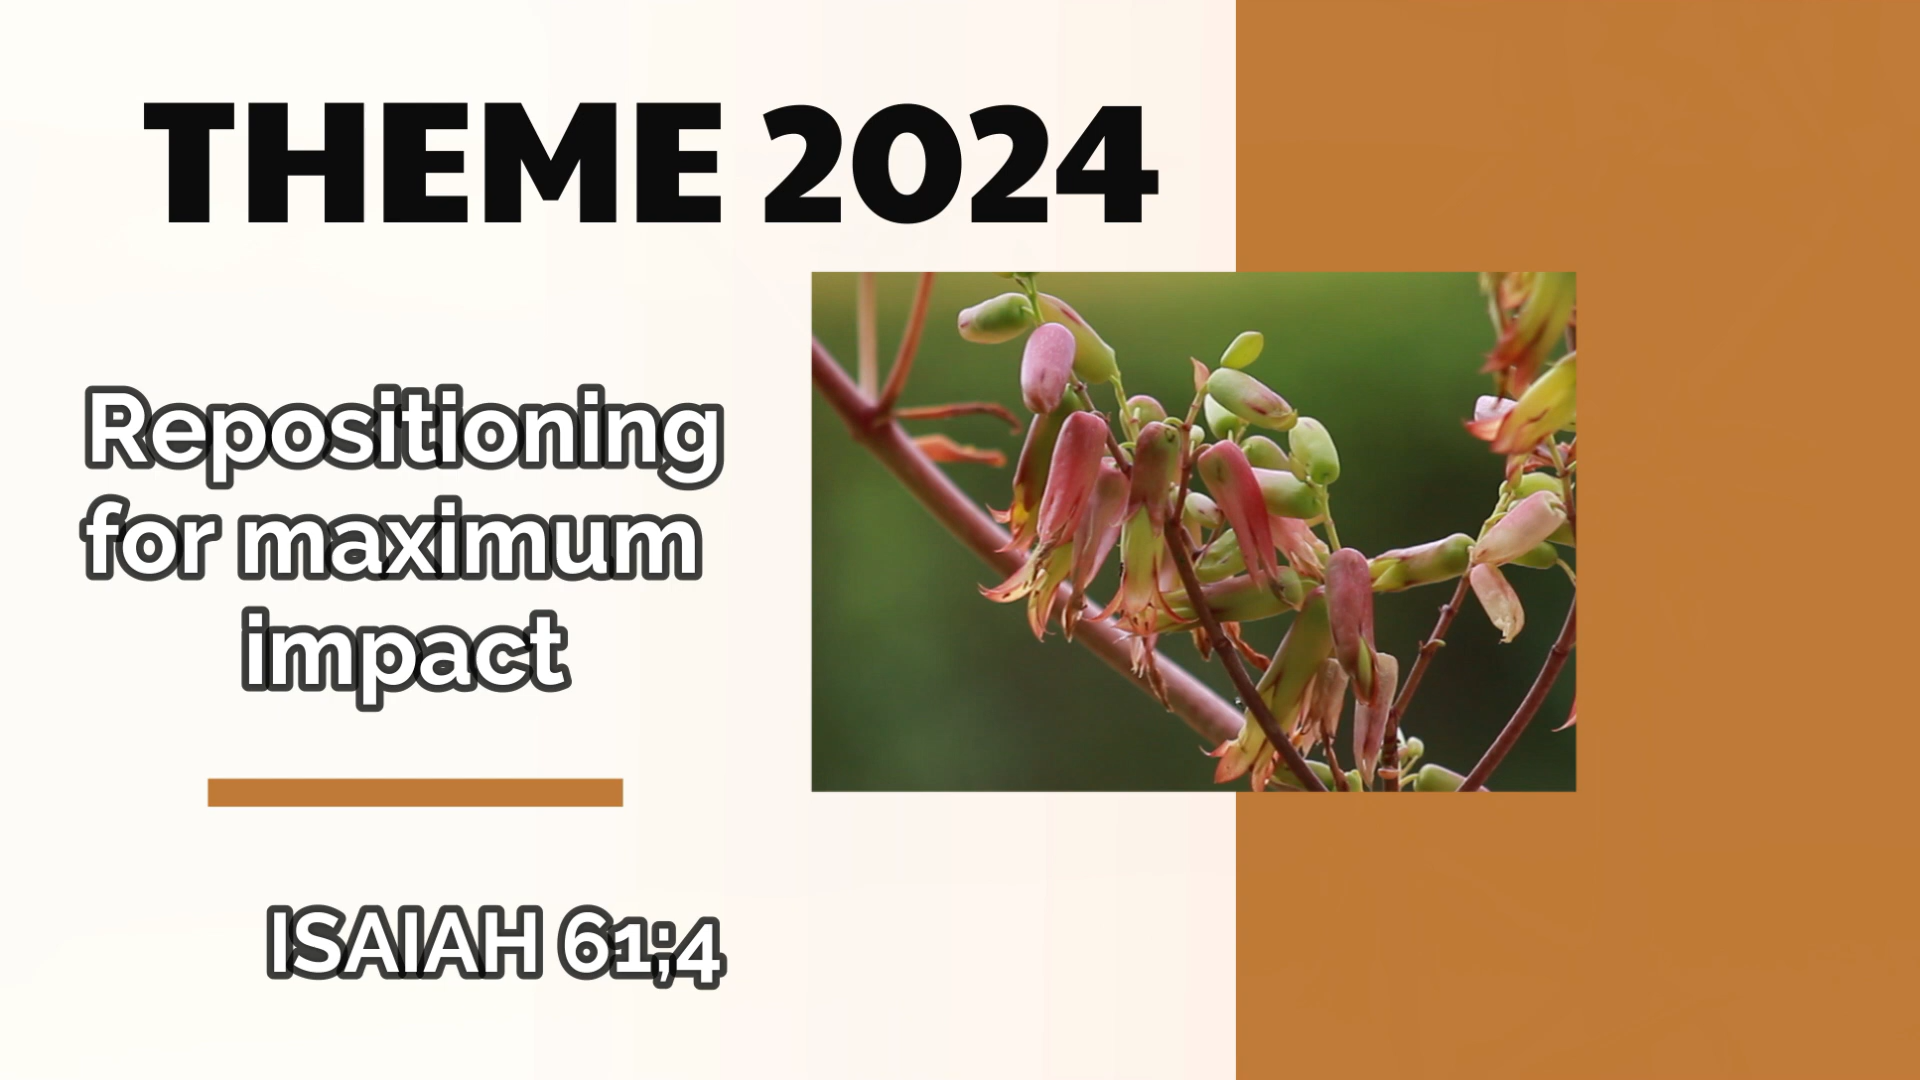 THEME 2024
Repositioning
for maximum
impact
ISAIAH 61;4